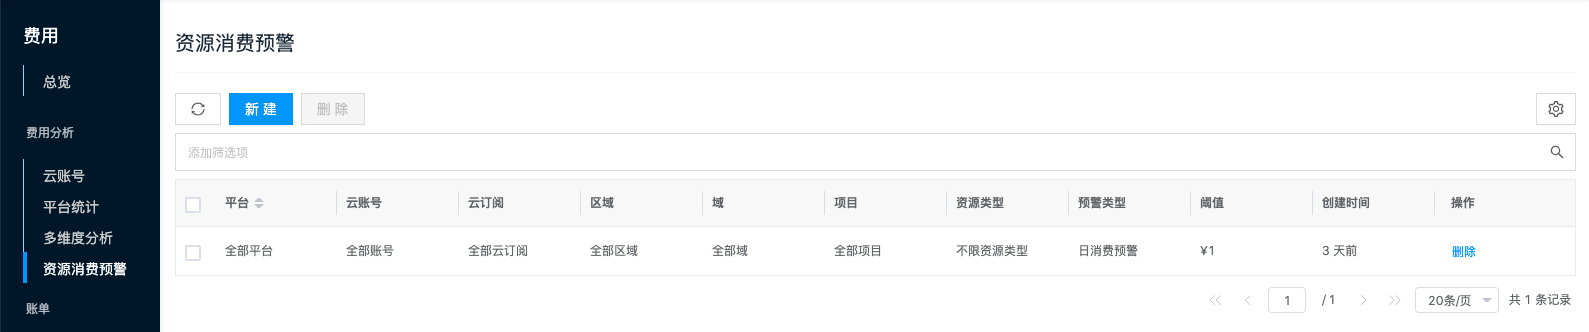 费用
总览
费用分析
云账号
平台统计
多维度分析
资源消费预警
账单
资源消费预警
新 建 删 除
添加筛选项
平台 云账号 云订阅 区域 域 项目 资源类型 预警类型 阈值 创建时间 操作
全部平台 全部账号 全部云订阅 全部区域 全部域 全部项目 不限资源类型 日消费预警 ¥1 3 天前 删除
1 / 1 20条/页 共 1 条记录